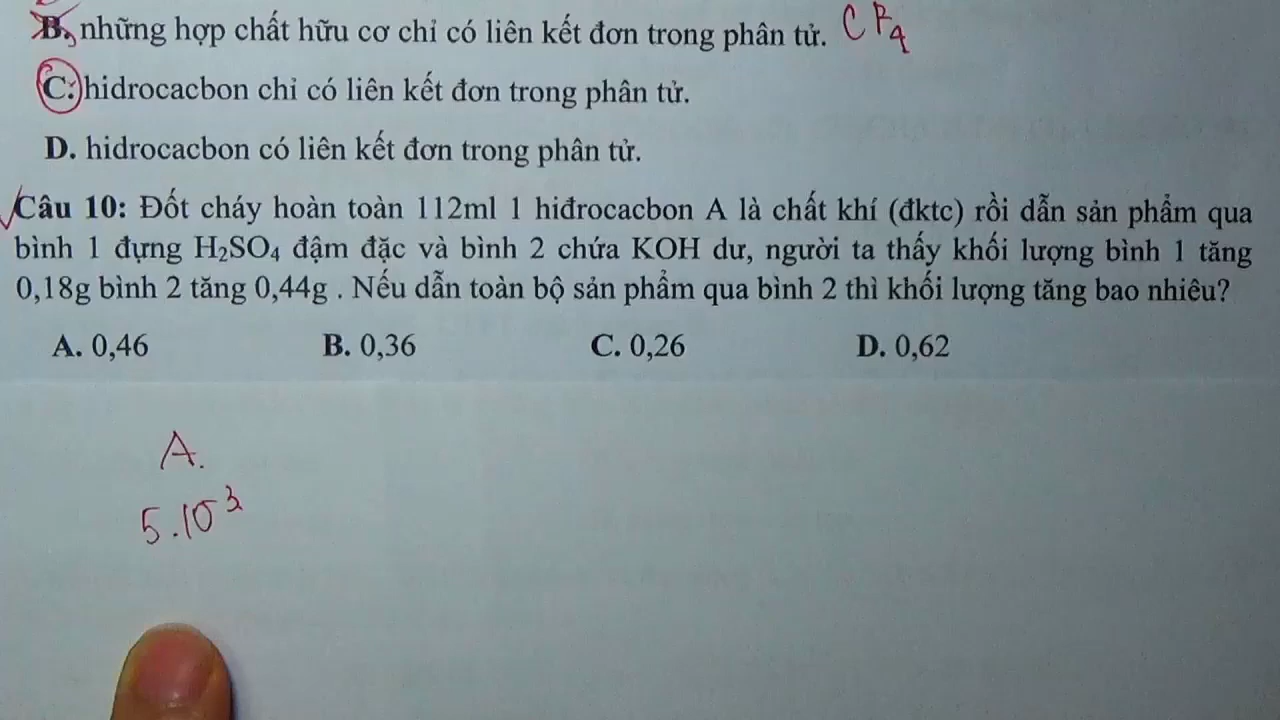 B. những hợp chất hữu cơ chỉ có liên kết đơn trong phân tử. CF4
C. hidrocacbon chỉ có liên kết đơn trong phân tử.
D. hidrocacbon có liên kết đơn trong phân tử.
Câu 10: Đốt cháy hoàn toàn 112ml 1 hiđrocacbon A là chất khí (đktc) rồi dẫn sản phẩm qua
bình 1 đựng H₂SO₄ đậm đặc và bình 2 chứa KOH dư, người ta thấy khối lượng bình 1 tăng
0,18g bình 2 tăng 0,44g . Nếu dẫn toàn bộ sản phẩm qua bình 2 thì khối lượng tăng bao nhiêu?
A. 0,46 B. 0,36 C. 0,26 D. 0,62
A.
5.10³